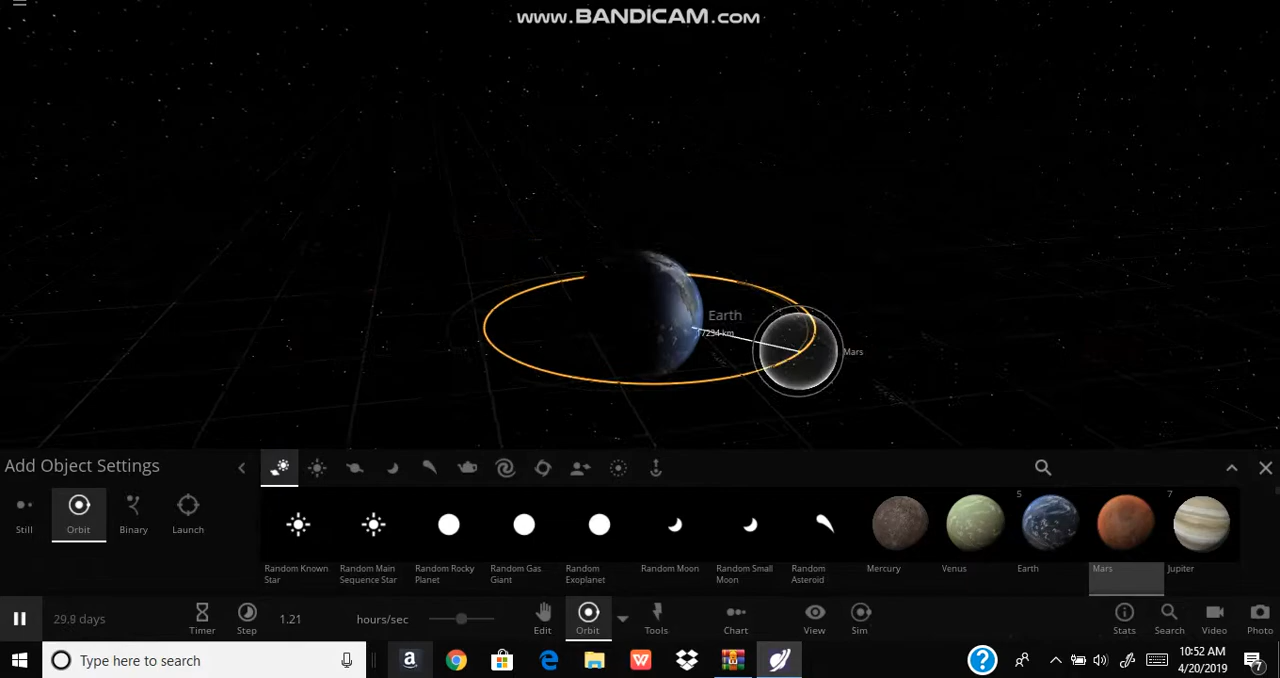 www.BANDICAM.com
Earth
17234 km
Mars
Add Object Settings
Still
Orbit
Binary
Launch
Random Known Star
Random Main Sequence Star
Random Rocky Planet
Random Gas Giant
Random Exoplanet
Random Moon
Random Small Moon
Random Asteroid
Mercury
Venus
5
Earth
Mars
7
Jupiter
29.9 days
Timer
Step
1.21
hours/sec
Edit
Orbit
Tools
Chart
View
Sim
Stats
Search
Video
Photo
Type here to search
10:52 AM
4/20/2019
7